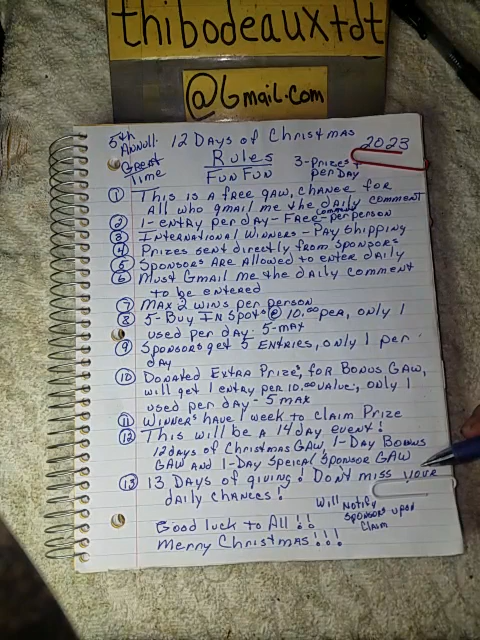 thibodeauxtdt
@Gmail.com
5th Annull 12 Days of Christmas 2023
Great Time Rules 3-Prizes per Day
Fun Fun
① This is a free GAW, chance for
All who gmail me the daily comment
② 1-entry per day-Free-comment per person
③ International Winners-Pay Shipping
④ Prizes sent directly from Sponsors
⑤ Sponsors are allowed to enter daily
⑥ Must Gmail me the daily comment
to be entered
⑦ Max 2 wins per person
⑧ 5-Buy In Spots @ 10.00 ea, only 1
used per day. 5-max
⑨ Sponsors get 5 Entries, only 1 per
day
⑩ Donated Extra Prizes, for Bonus GAW,
will get 1 entry per 10.00 value, only 1
used per day-5 max
⑪ Winners have 1 week to claim Prize
⑫ This will be a 14 day event!
12 days of Christmas GAW, 1-Day Bonus
GAW and 1-Day Speical Sponsor GAW
⑬ 13 Days of giving! Don't miss your
daily chances!
Will Notify Sponsors upon Claim
Good luck to All!!
Merry Christmas!!!